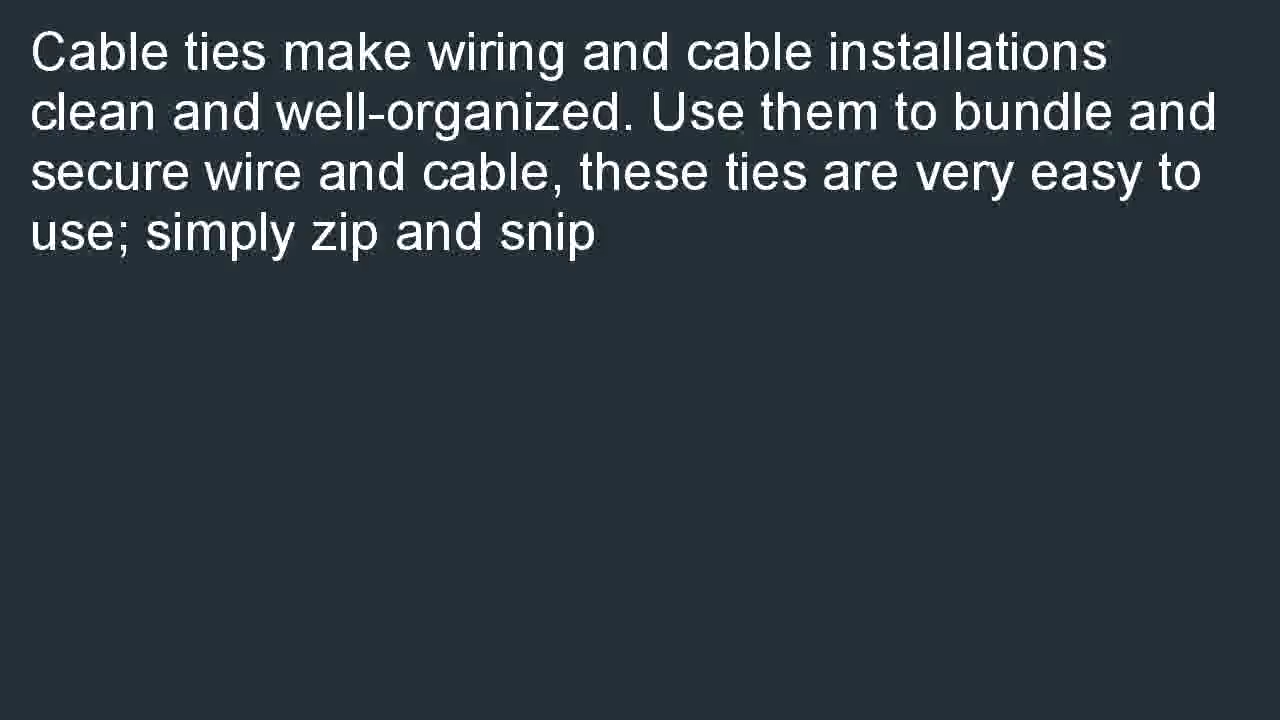 Cable ties make wiring and cable installations
clean and well-organized. Use them to bundle and
secure wire and cable, these ties are very easy to
use; simply zip and snip